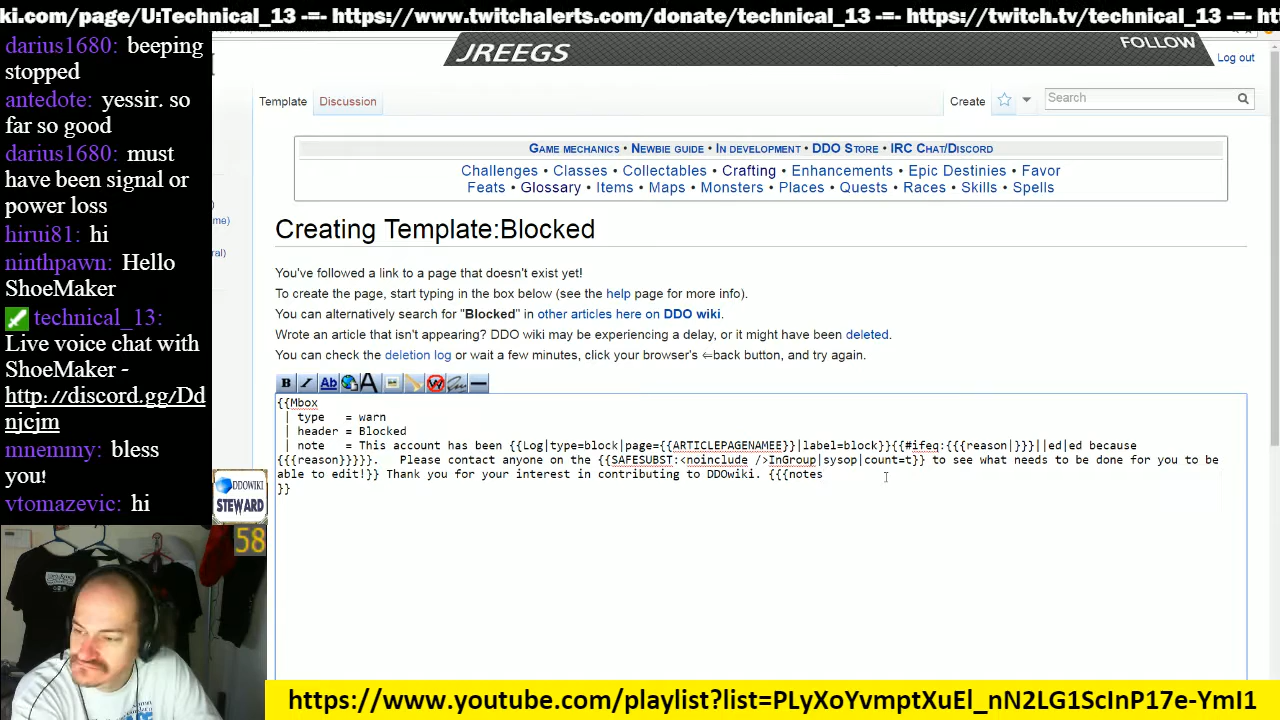 ki.com/page/U:Technical_13 -=- https://www.twitchalerts.com/donate/technical_13 -=- https://twitch.tv/technical_13 -=- ht
darius1680: beeping
stopped
antedote: yessir. so
far so good
darius1680: must
have been signal or
power loss
hirui81: hi
ninthpawn: Hello
ShoeMaker
technical_13:
Live voice chat with
ShoeMaker -
http://discord.gg/Dd
njcjm
mnemmy: bless
you!
vtomazevic: hi
DDOWIKI
STEWARD
58
JREEGS
FOLLOW
Log out
Template
Discussion
Create
Search
me)
ral)
Game mechanics • Newbie guide • In development • DDO Store • IRC Chat/Discord
Challenges • Classes • Collectables • Crafting • Enhancements • Epic Destinies • Favor
Feats • Glossary • Items • Maps • Monsters • Places • Quests • Races • Skills • Spells
Creating Template:Blocked
You've followed a link to a page that doesn't exist yet!
To create the page, start typing in the box below (see the help page for more info).
You can alternatively search for "Blocked" in other articles here on DDO wiki.
Wrote an article that isn't appearing? DDO wiki may be experiencing a delay, or it might have been deleted.
You can check the deletion log or wait a few minutes, click your browser's ⇐back button, and try again.
B I Ab A W
{{Mbox
| type = warn
| header = Blocked
| note = This account has been {{Log|type=block|page={{ARTICLEPAGENAMEE}}|label=block}}{{#ifeq:{{{reason|}}}||ed|ed because
{{{reason}}}}}. Please contact anyone on the {{SAFESUBST:<noinclude />InGroup|sysop|count=t}} to see what needs to be done for you to be
able to edit!}} Thank you for your interest in contributing to DDOwiki. {{{notes
}}
https://www.youtube.com/playlist?list=PLyXoYvmptXuEl_nN2LG1ScInP17e-YmI1